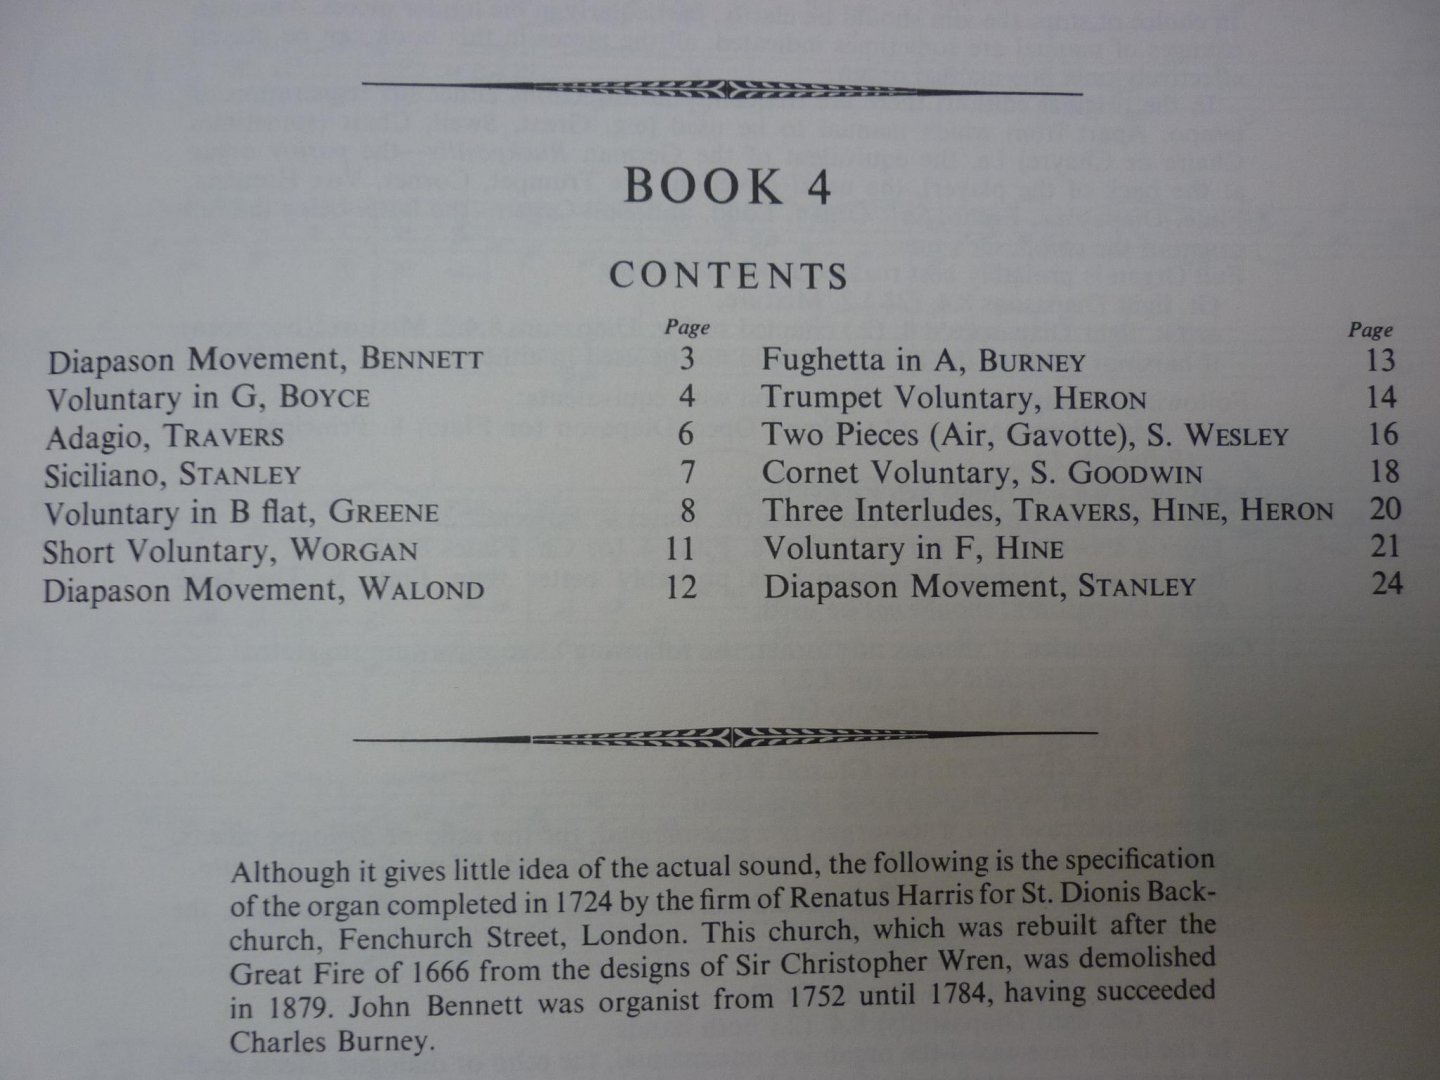 BOOK 4
CONTENTS
Page
Diapason Movement, BENNETT 3
Voluntary in G, BOYCE 4
Adagio, TRAVERS 6
Siciliano, STANLEY 7
Voluntary in B flat, GREENE 8
Short Voluntary, WORGAN 11
Diapason Movement, WALOND 12
Page
Fughetta in A, BURNEY 13
Trumpet Voluntary, HERON 14
Two Pieces (Air, Gavotte), S. WESLEY 16
Cornet Voluntary, S. GOODWIN 18
Three Interludes, TRAVERS, HINE, HERON 20
Voluntary in F, HINE 21
Diapason Movement, STANLEY 24
Although it gives little idea of the actual sound, the following is the specification
of the organ completed in 1724 by the firm of Renatus Harris for St. Dionis Back-
church, Fenchurch Street, London. This church, which was rebuilt after the
Great Fire of 1666 from the designs of Sir Christopher Wren, was demolished
in 1879. John Bennett was organist from 1752 until 1784, having succeeded
Charles Burney.